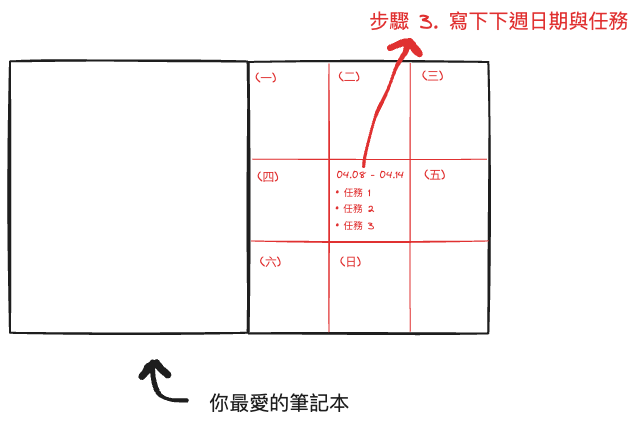 步驟 3. 寫下下週日期與任務
(一)
(二)
(三)
(四)
04.08 - 04.14
• 任務 1
• 任務 2
• 任務 3
(五)
(六)
(日)
你最愛的筆記本